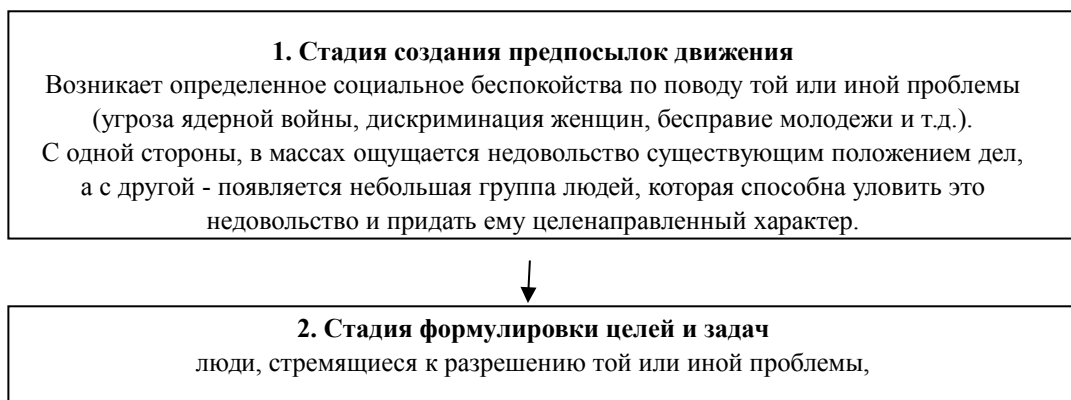 1. Стадия создания предпосылок движения
Возникает определенное социальное беспокойства по поводу той или иной проблемы
(угроза ядерной войны, дискриминация женщин, бесправие молодежи и т.д.).
С одной стороны, в массах ощущается недовольство существующим положением дел,
а с другой - появляется небольшая группа людей, которая способна уловить это
недовольство и придать ему целенаправленный характер.
2. Стадия формулировки целей и задач
люди, стремящиеся к разрешению той или иной проблемы,